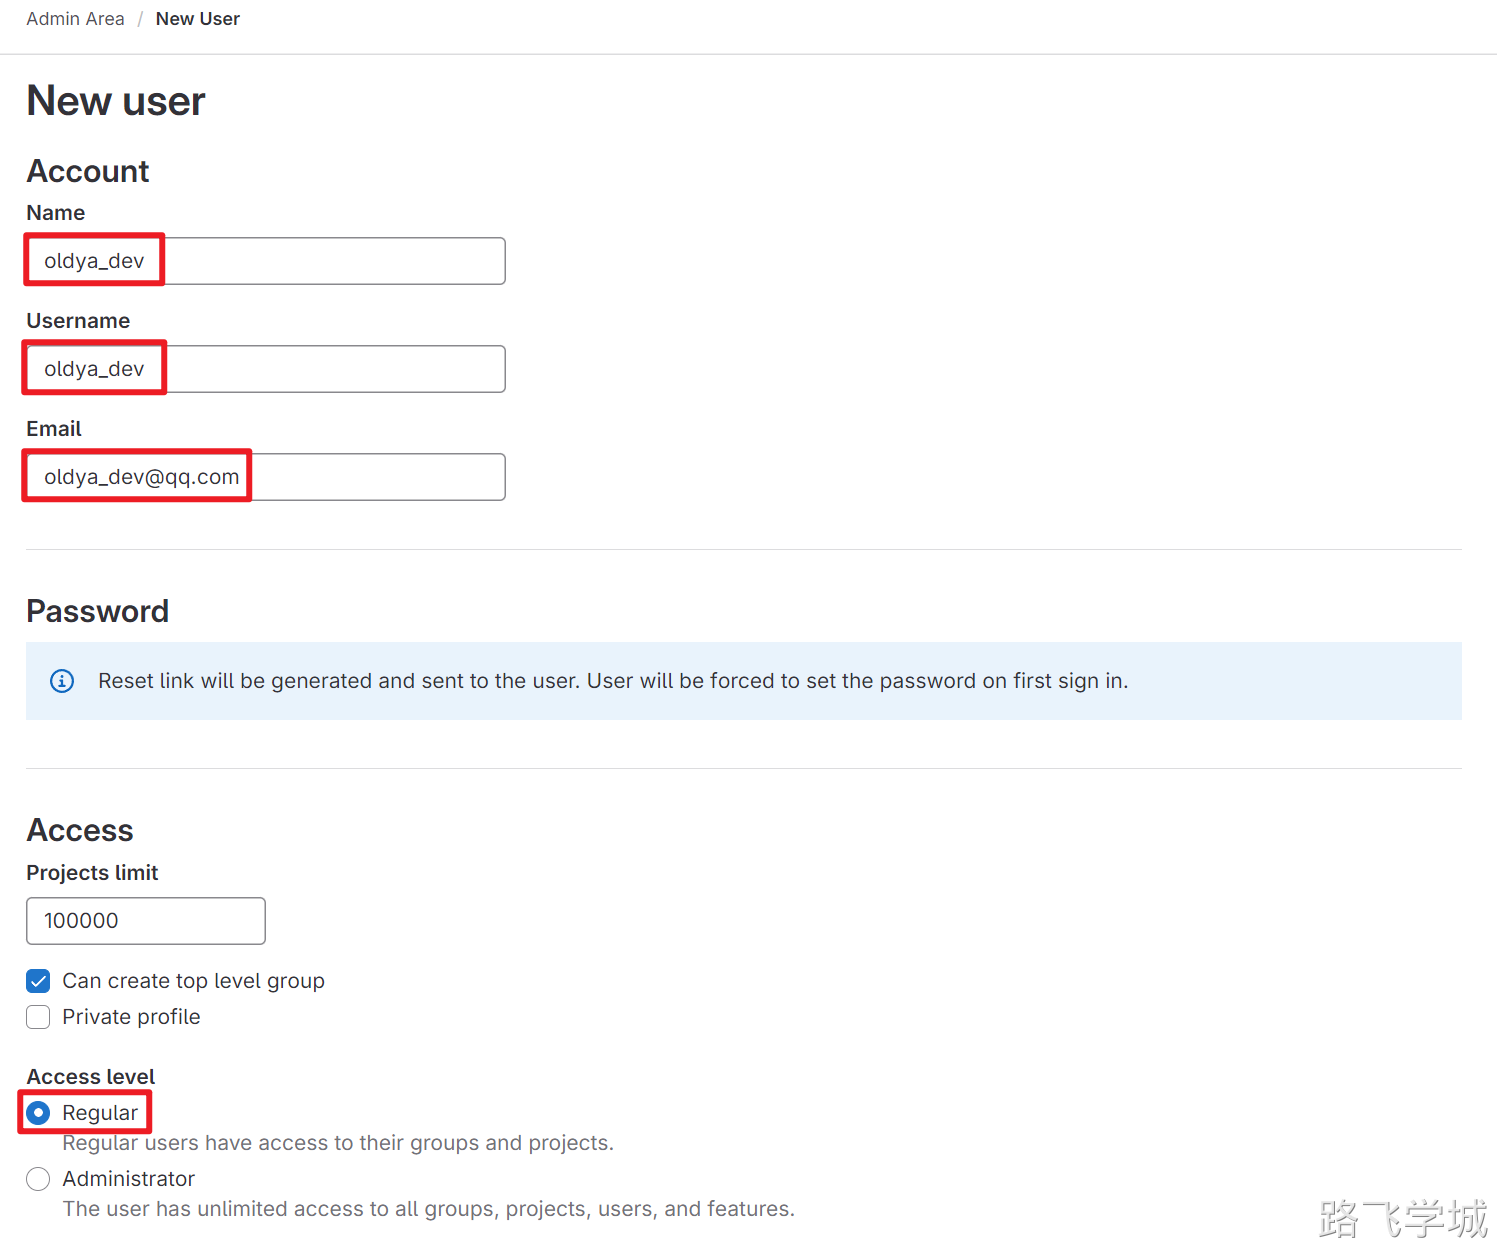 Admin Area / New User
New user
Account
Name
oldya_dev
Username
oldya_dev
Email
oldya_dev@qq.com
Password
Reset link will be generated and sent to the user. User will be forced to set the password on first sign in.
Access
Projects limit
100000
Can create top level group
Private profile
Access level
Regular
Regular users have access to their groups and projects.
Administrator
The user has unlimited access to all groups, projects, users, and features.
路飞学城